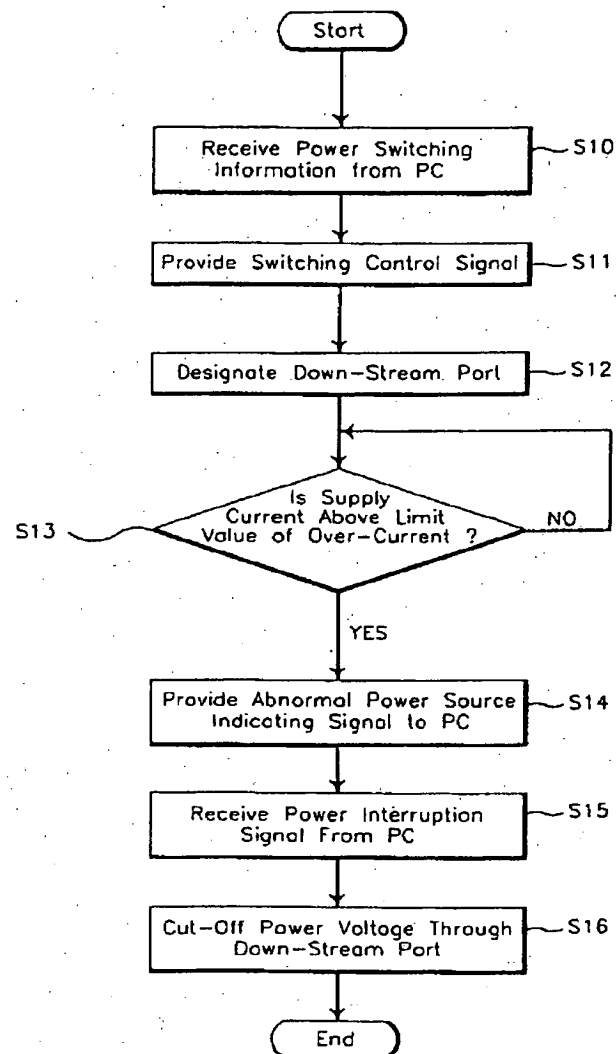 Start
Receive Power Switching
Information from PC
S10
Provide Switching Control Signal
S11
Designate Down-Stream Port
S12
Is Supply
Current Above Limit
Value of Over-Current ?
S13
NO
YES
Provide Abnormal Power Source
Indicating Signal to PC
S14
Receive Power Interruption
Signal From PC
S15
Cut-Off Power Voltage Through
Down-Stream Port
S16
End